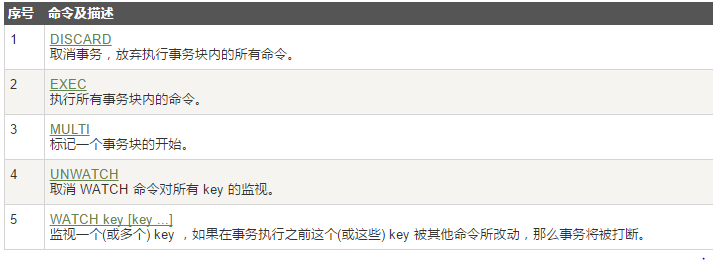 序号 命令及描述
1 DISCARD
取消事务，放弃执行事务块内的所有命令。
2 EXEC
执行所有事务块内的命令。
3 MULTI
标记一个事务块的开始。
4 UNWATCH
取消 WATCH 命令对所有 key 的监视。
5 WATCH key [key ...]
监视一个(或多个) key ，如果在事务执行之前这个(或这些) key 被其他命令所改动，那么事务将被打断。